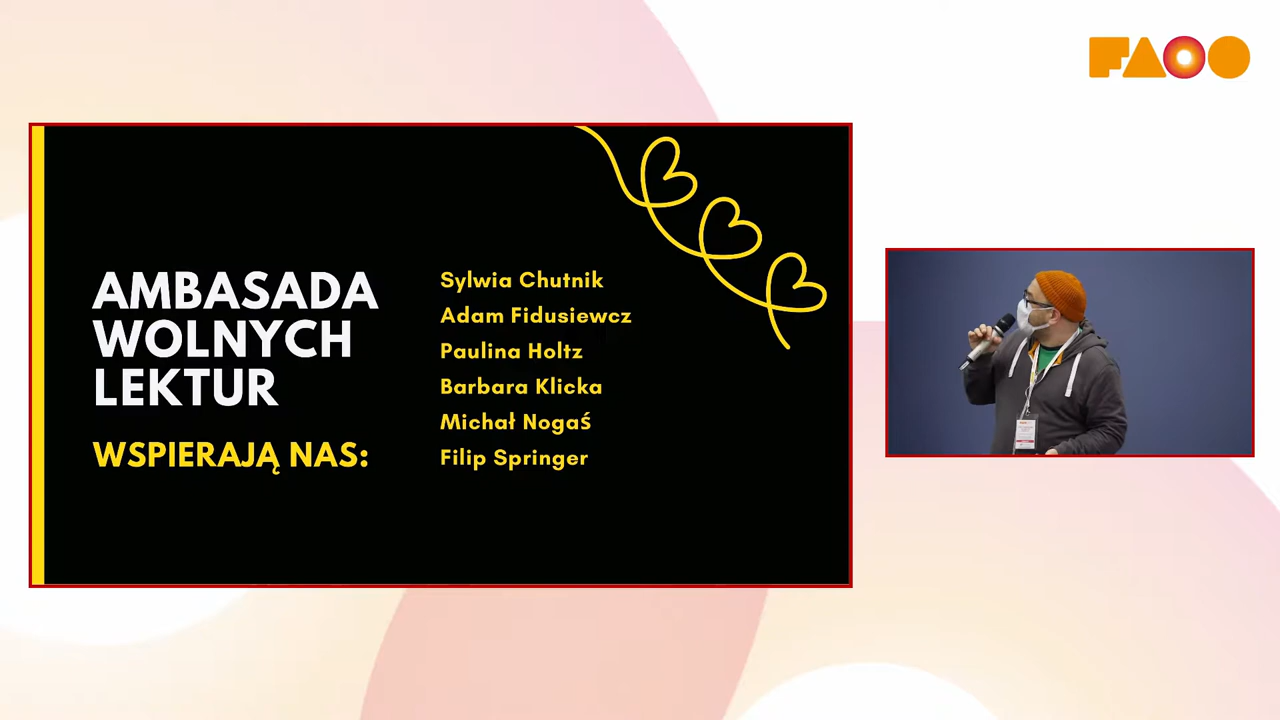 FAOO
AMBASADA
WOLNYCH
LEKTUR
WSPIERAJĄ NAS:
Sylwia Chutnik
Adam Fidusiewcz
Paulina Holtz
Barbara Klicka
Michał Nogaś
Filip Springer